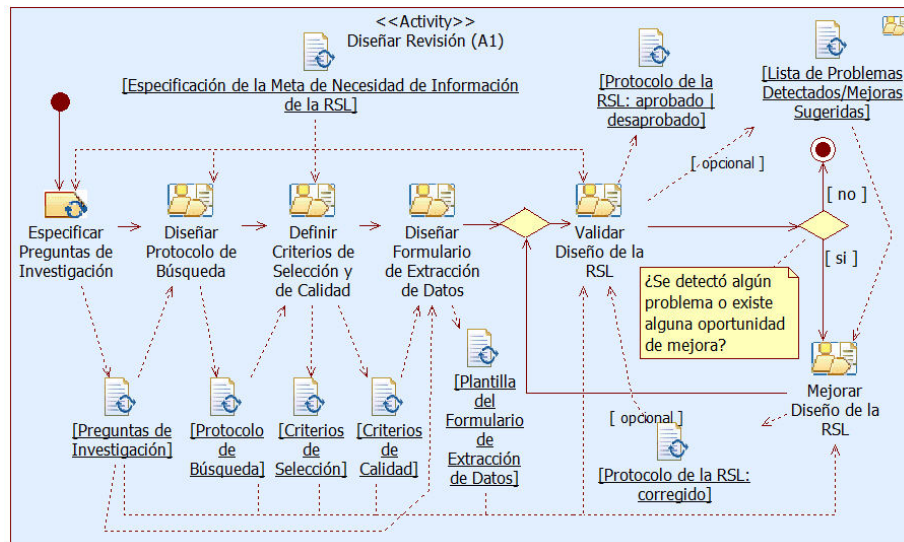 <<Activity>>
Diseñar Revisión (A1)
[Especificación de la Meta de Necesidad de Información
de la RSL]
[Protocolo de la
RSL: aprobado |
desaprobado]
[Lista de Problemas
Detectados/Mejoras
Sugeridas]
[ opcional ]
[ no ]
Especificar
Preguntas de
Investigación
Diseñar
Protocolo de
Búsqueda
Definir
Criterios de
Selección y
de Calidad
Diseñar
Formulario
de Extracción
de Datos
Validar
Diseño de la
RSL
[ si ]
¿Se detectó algún
problema o existe
alguna oportunidad
de mejora?
Mejorar
Diseño de la
RSL
[Preguntas de
Investigación]
[Protocolo
de
Búsqueda]
[Criterios
de
Selección]
[Criterios
de
Calidad]
[Plantilla
del
Formulario
de
Extracción
de Datos]
[ opcional ]
[Protocolo de la RSL:
corregido]